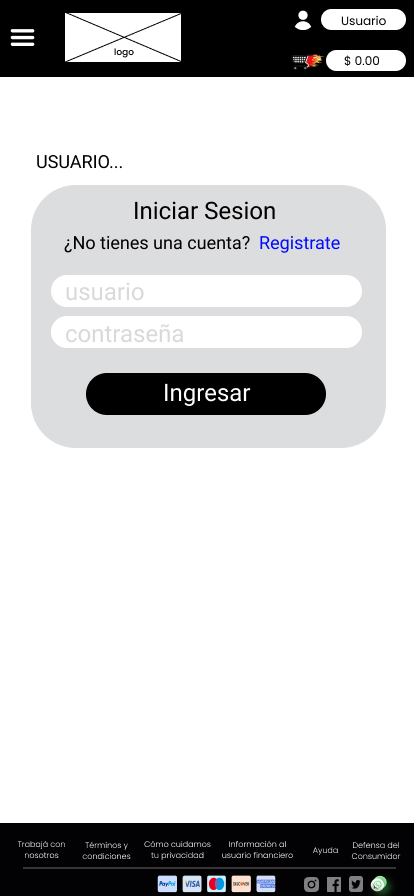 Usuario
logo
$ 0.00
USUARIO...
Iniciar Sesion
¿No tienes una cuenta? Registrate
usuario
contraseña
Ingresar
Trabajá con
nosotros
Términos y
condiciones
Cómo cuidamos
tu privacidad
Información al
usuario financiero
Ayuda
Defensa del
Consumidor
PayPal
VISA